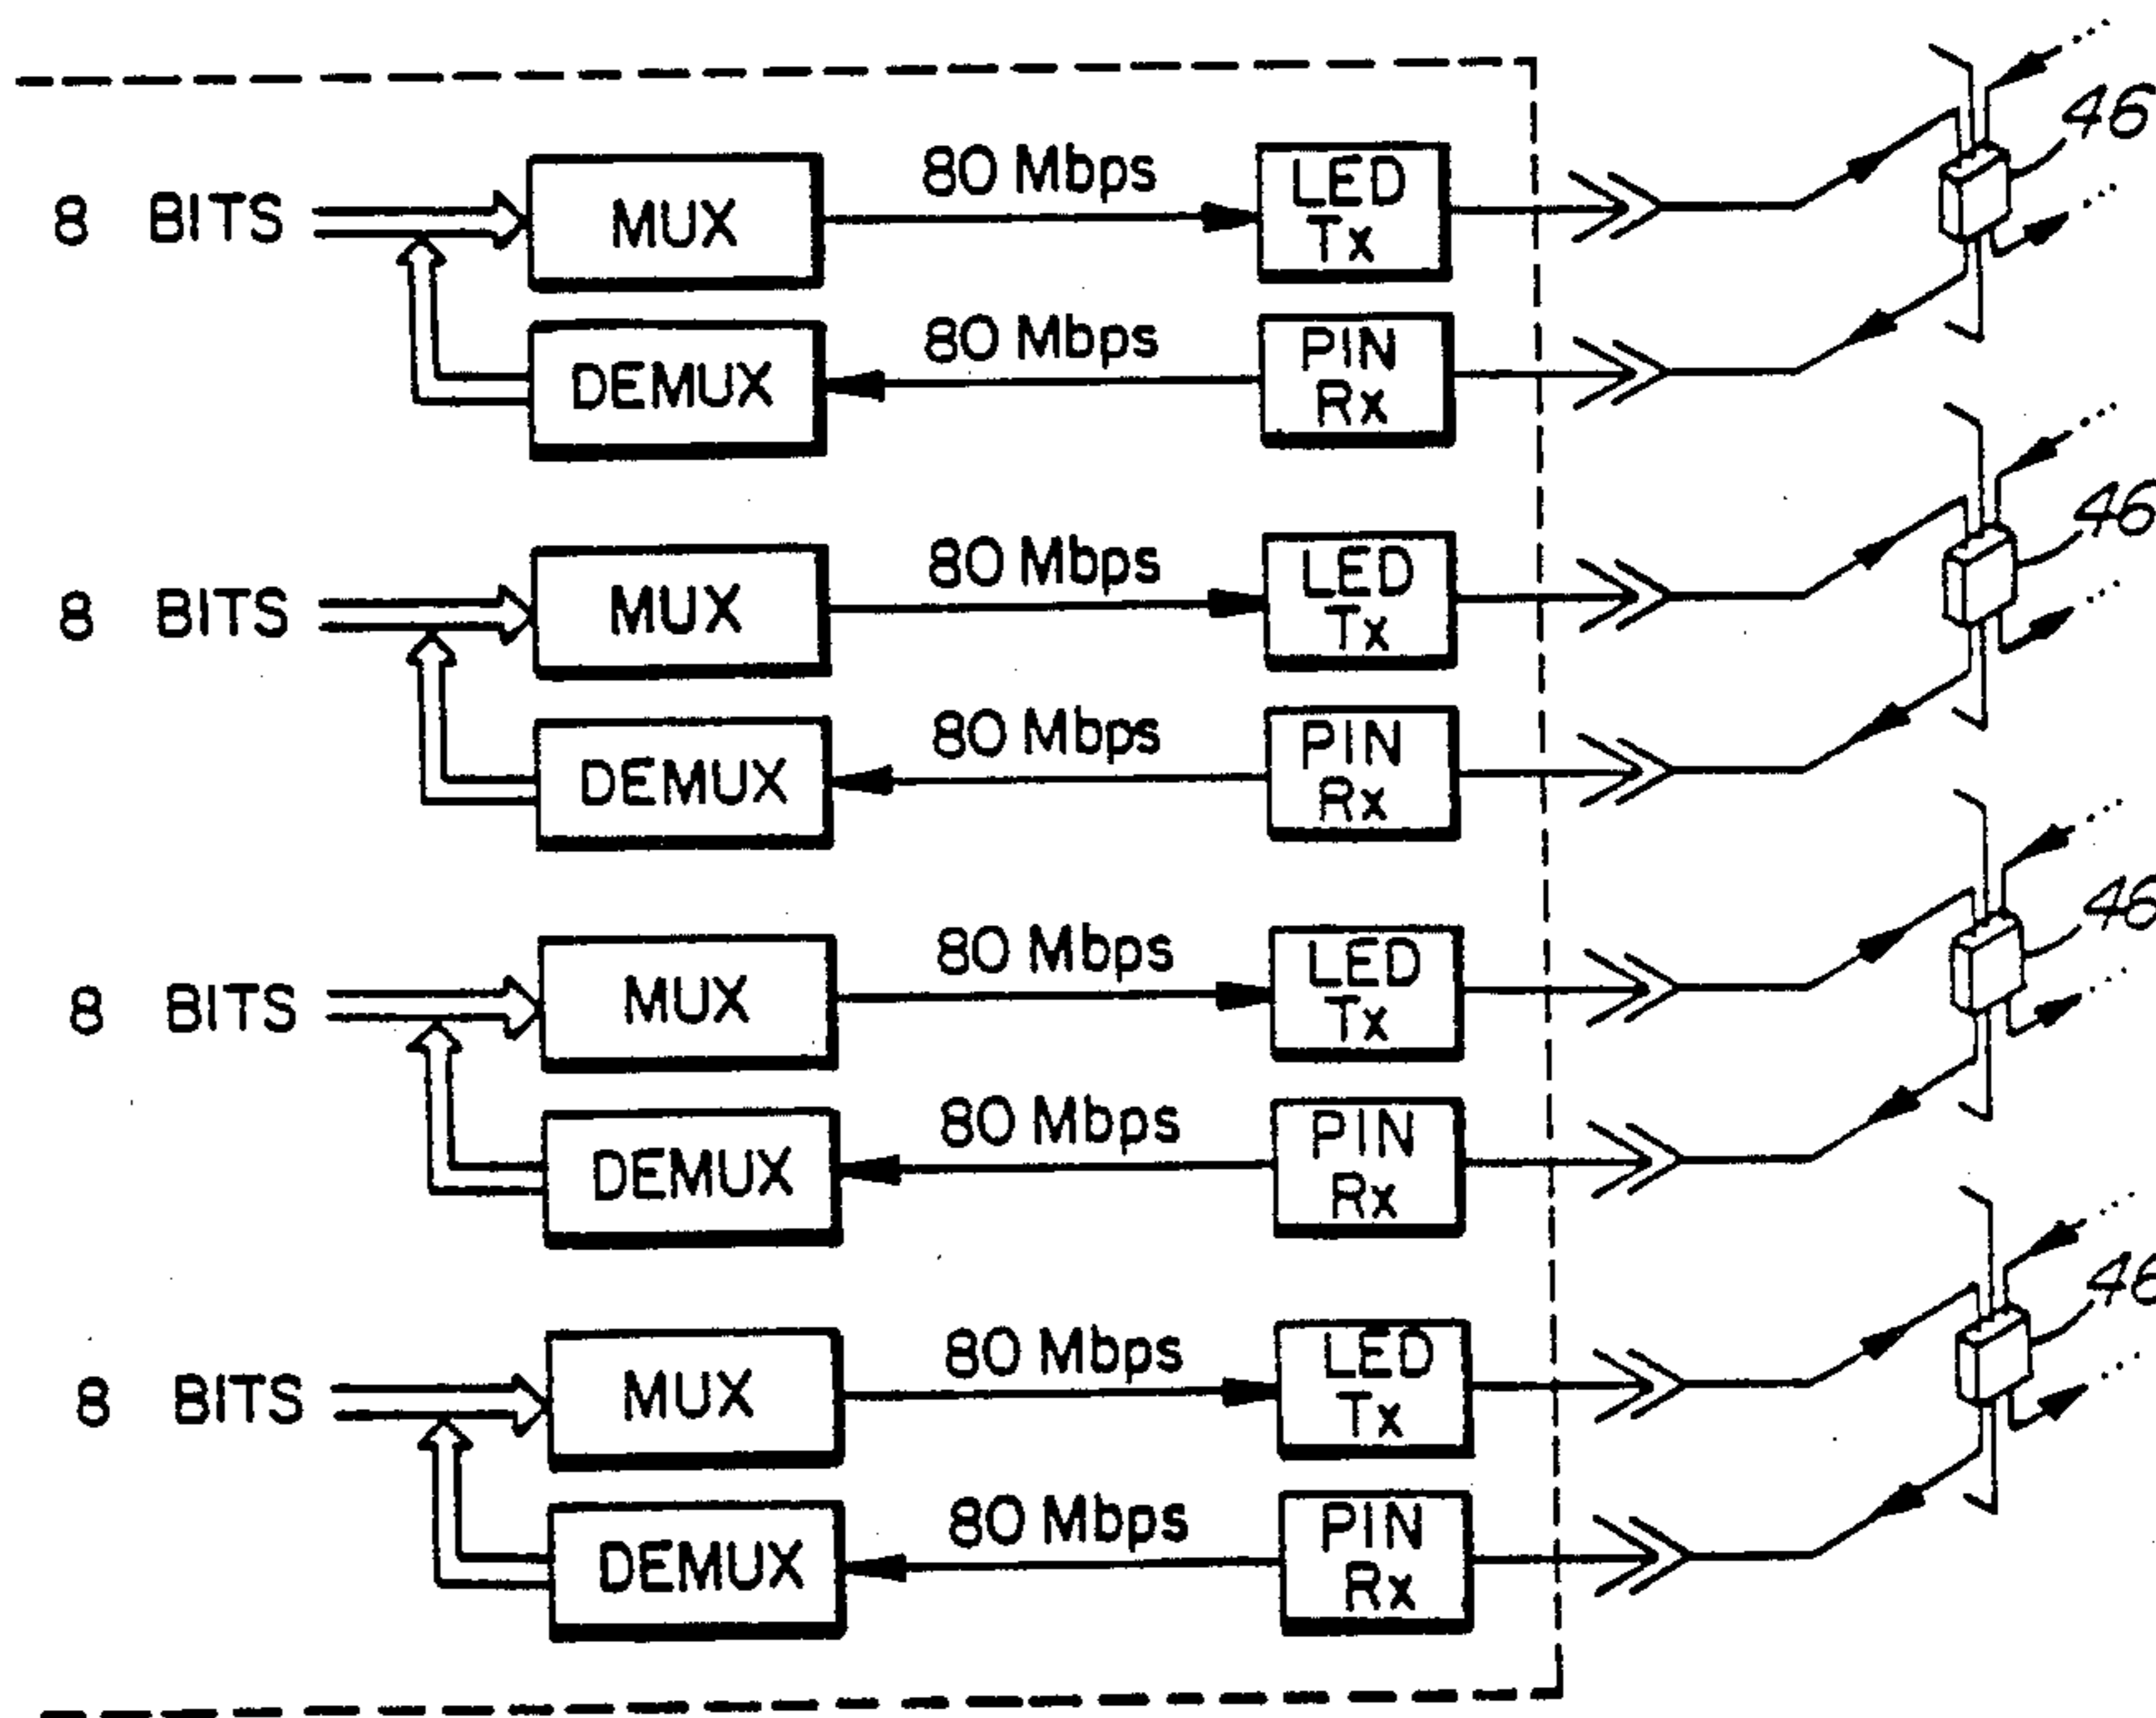 46
80 Mbps
LED
Tx
8 BITS
MUX
80 Mbps
PIN
Rx
DEMUX
46
80 Mbps
LED
Tx
8 BITS
MUX
80 Mbps
PIN
Rx
DEMUX
46
80 Mbps
LED
Tx
8 BITS
MUX
80 Mbps
PIN
Rx
DEMUX
46
80 Mbps
LED
Tx
8 BITS
MUX
80 Mbps
PIN
Rx
DEMUX